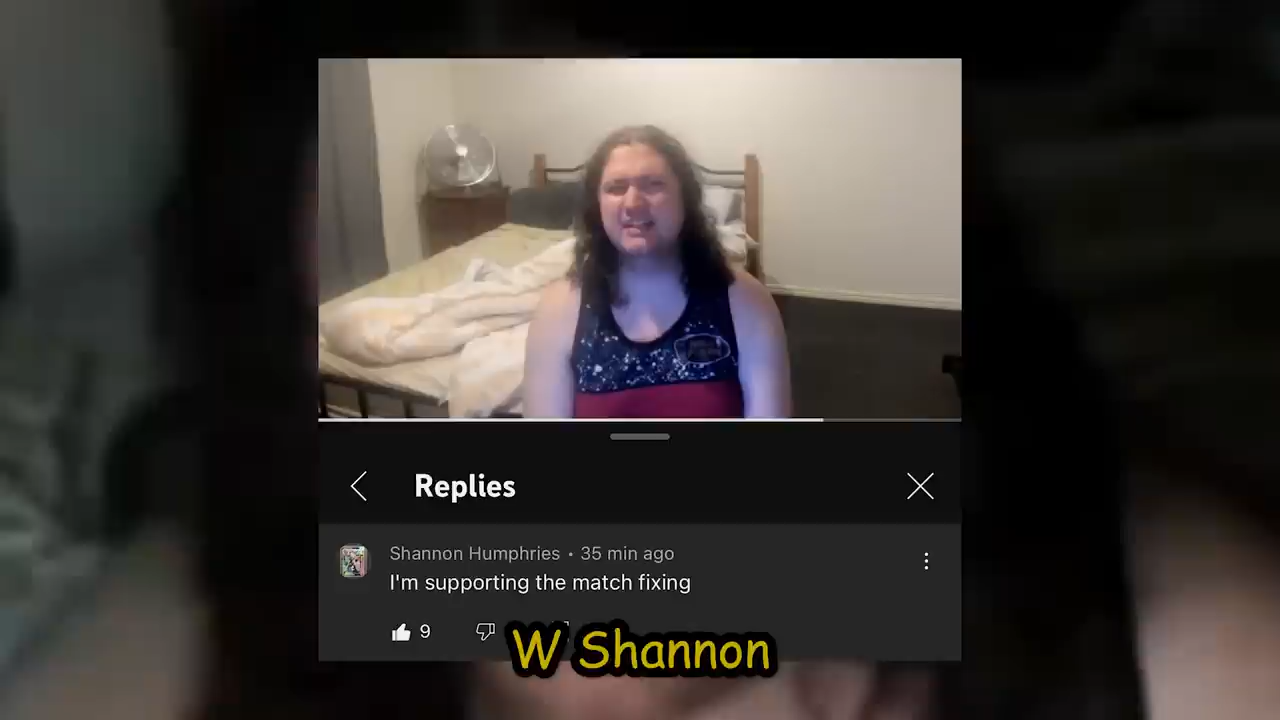 Replies
Shannon Humphries • 35 min ago
I'm supporting the match fixing
9
W Shannon